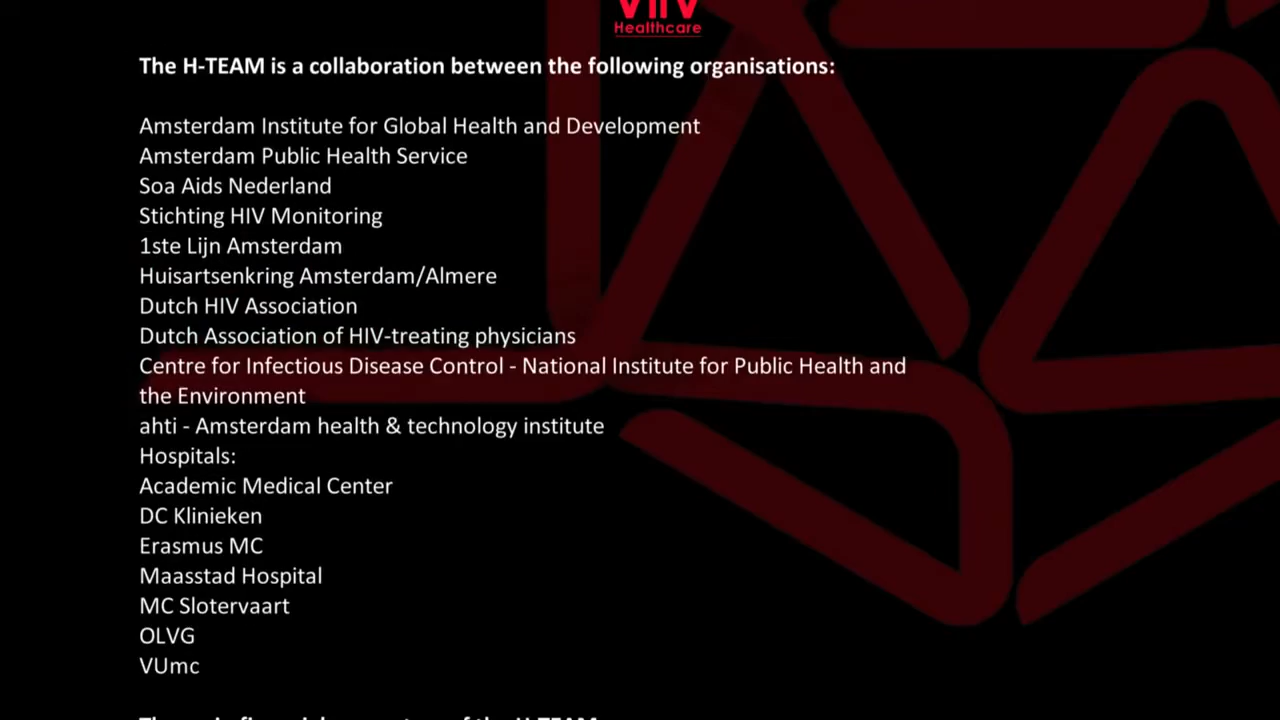 ViiV
Healthcare
The H-TEAM is a collaboration between the following organisations:
Amsterdam Institute for Global Health and Development
Amsterdam Public Health Service
Soa Aids Nederland
Stichting HIV Monitoring
1ste Lijn Amsterdam
Huisartsenkring Amsterdam/Almere
Dutch HIV Association
Dutch Association of HIV-treating physicians
Centre for Infectious Disease Control - National Institute for Public Health and
the Environment
ahti - Amsterdam health & technology institute
Hospitals:
Academic Medical Center
DC Klinieken
Erasmus MC
Maasstad Hospital
MC Slotervaart
OLVG
VUmc